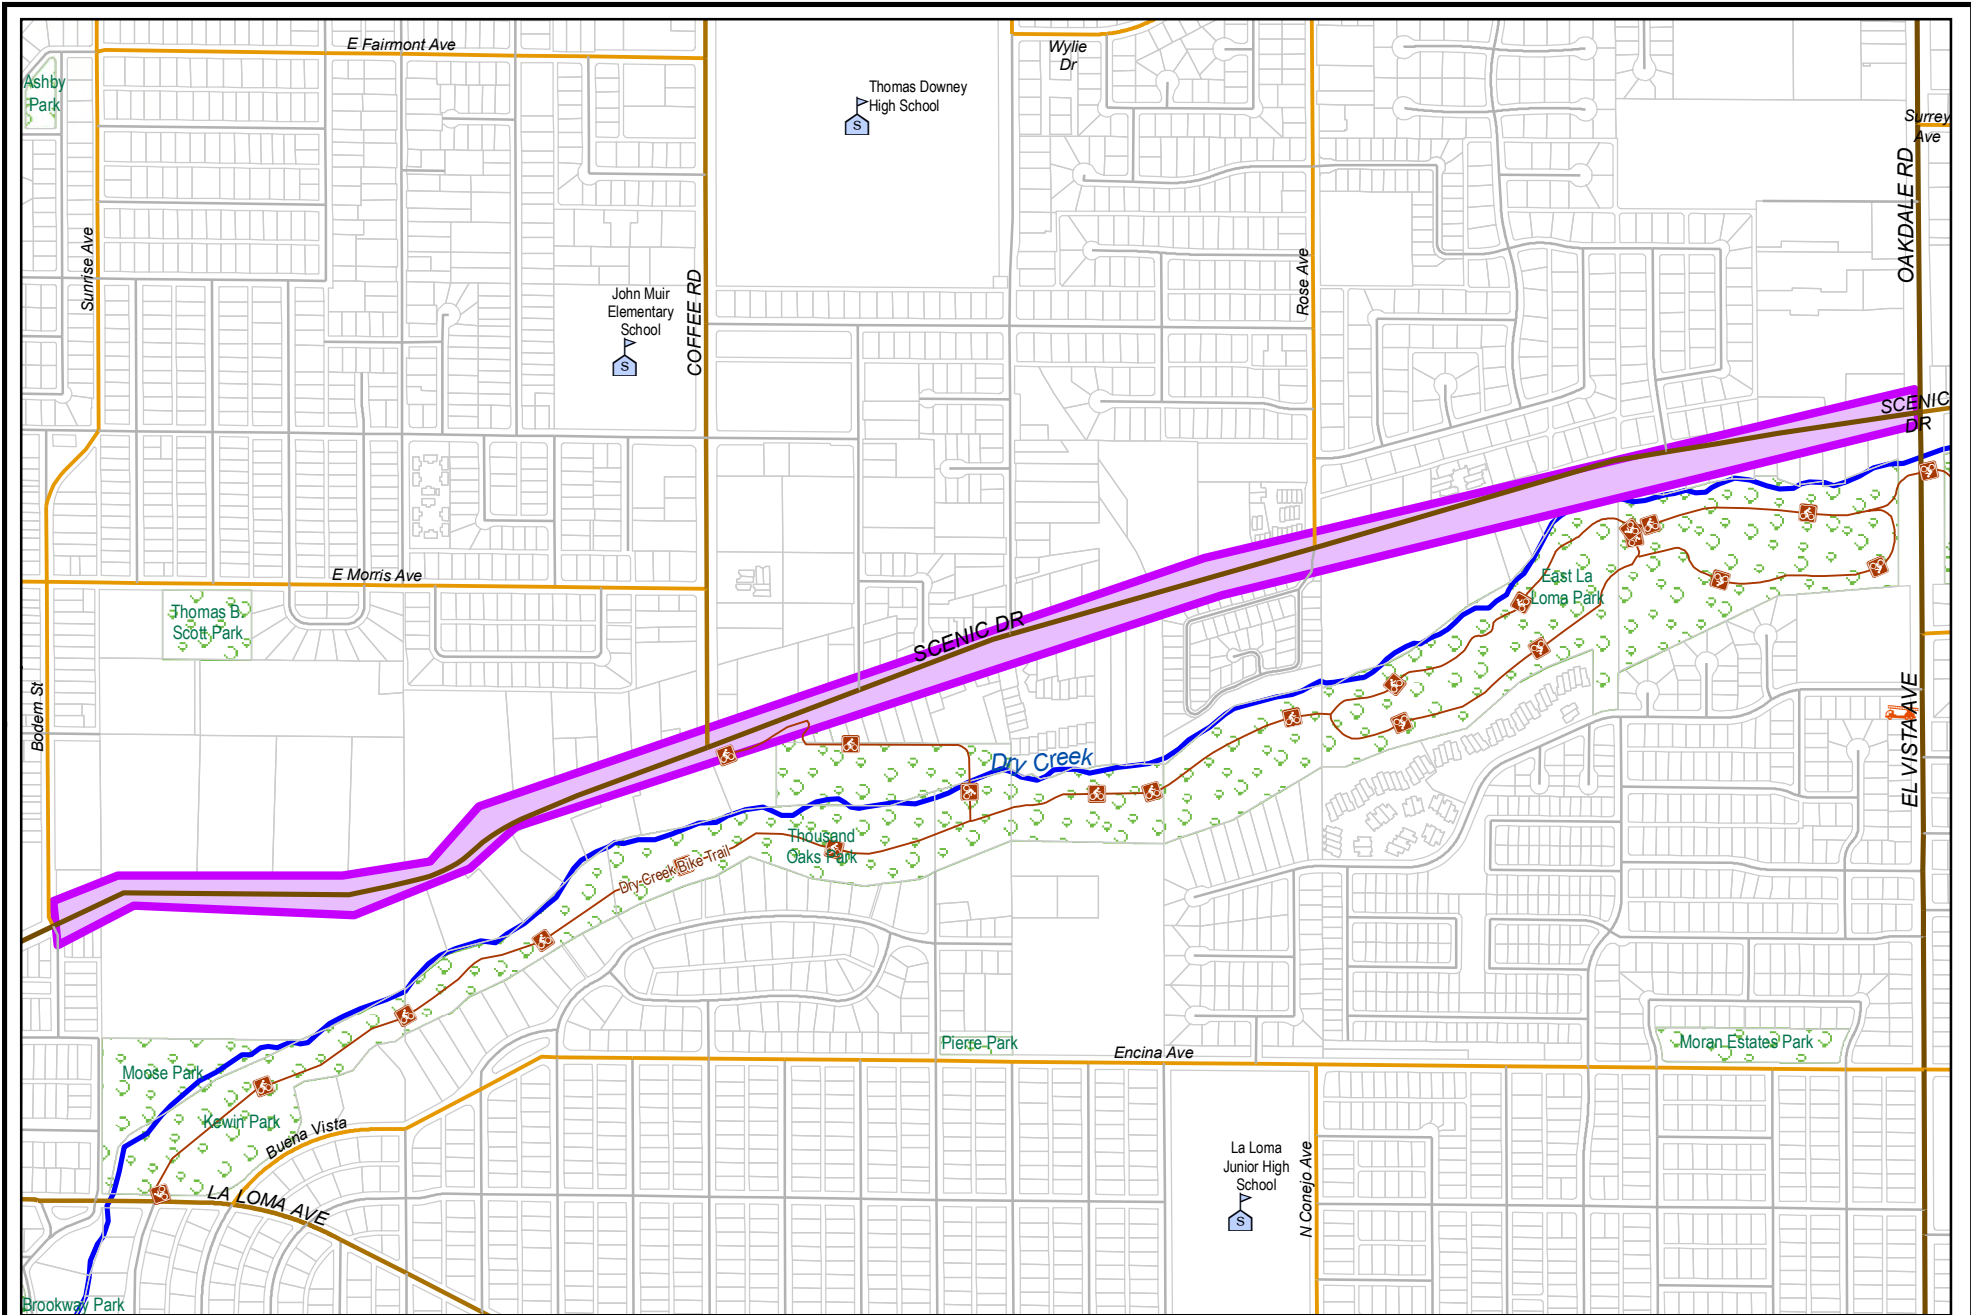 E Fairmont Ave
Wylie
Dr
Ashby
Park
Thomas Downey
High School
S
Surrey
Ave
OAKDALE RD
Sunrise Ave
COFFEE RD
Rose Ave
John Muir
Elementary
School
S
SCENIC
DR
E Morris Ave
Thomas B.
Scott Park
East La
Loma Park
SCENIC DR
Bodem St
EL VISTA AVE
Dry Creek
Thousand
Oaks Park
Dry Creek Bike Trail
Pierre Park
Encina Ave
Moran Estates Park
Moose Park
Kewin Park
Buena Vista
LA LOMA AVE
La Loma
Junior High
School
S
N Conejo Ave
Brookway Park